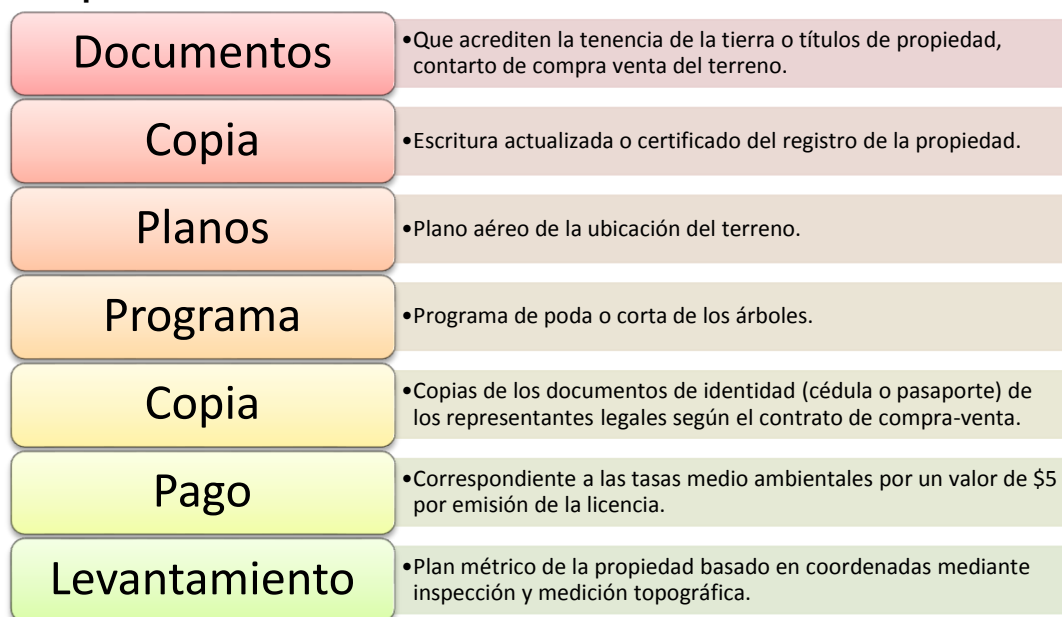 Documentos
•Que acrediten la tenencia de la tierra o títulos de propiedad,
contarto de compra venta del terreno.
Copia
•Escritura actualizada o certificado del registro de la propiedad.
Planos
•Plano aéreo de la ubicación del terreno.
Programa
•Programa de poda o corta de los árboles.
Copia
•Copias de los documentos de identidad (cédula o pasaporte) de
los representantes legales según el contrato de compra-venta.
Pago
•Correspondiente a las tasas medio ambientales por un valor de $5
por emisión de la licencia.
Levantamiento
•Plan métrico de la propiedad basado en coordenadas mediante
inspección y medición topográfica.